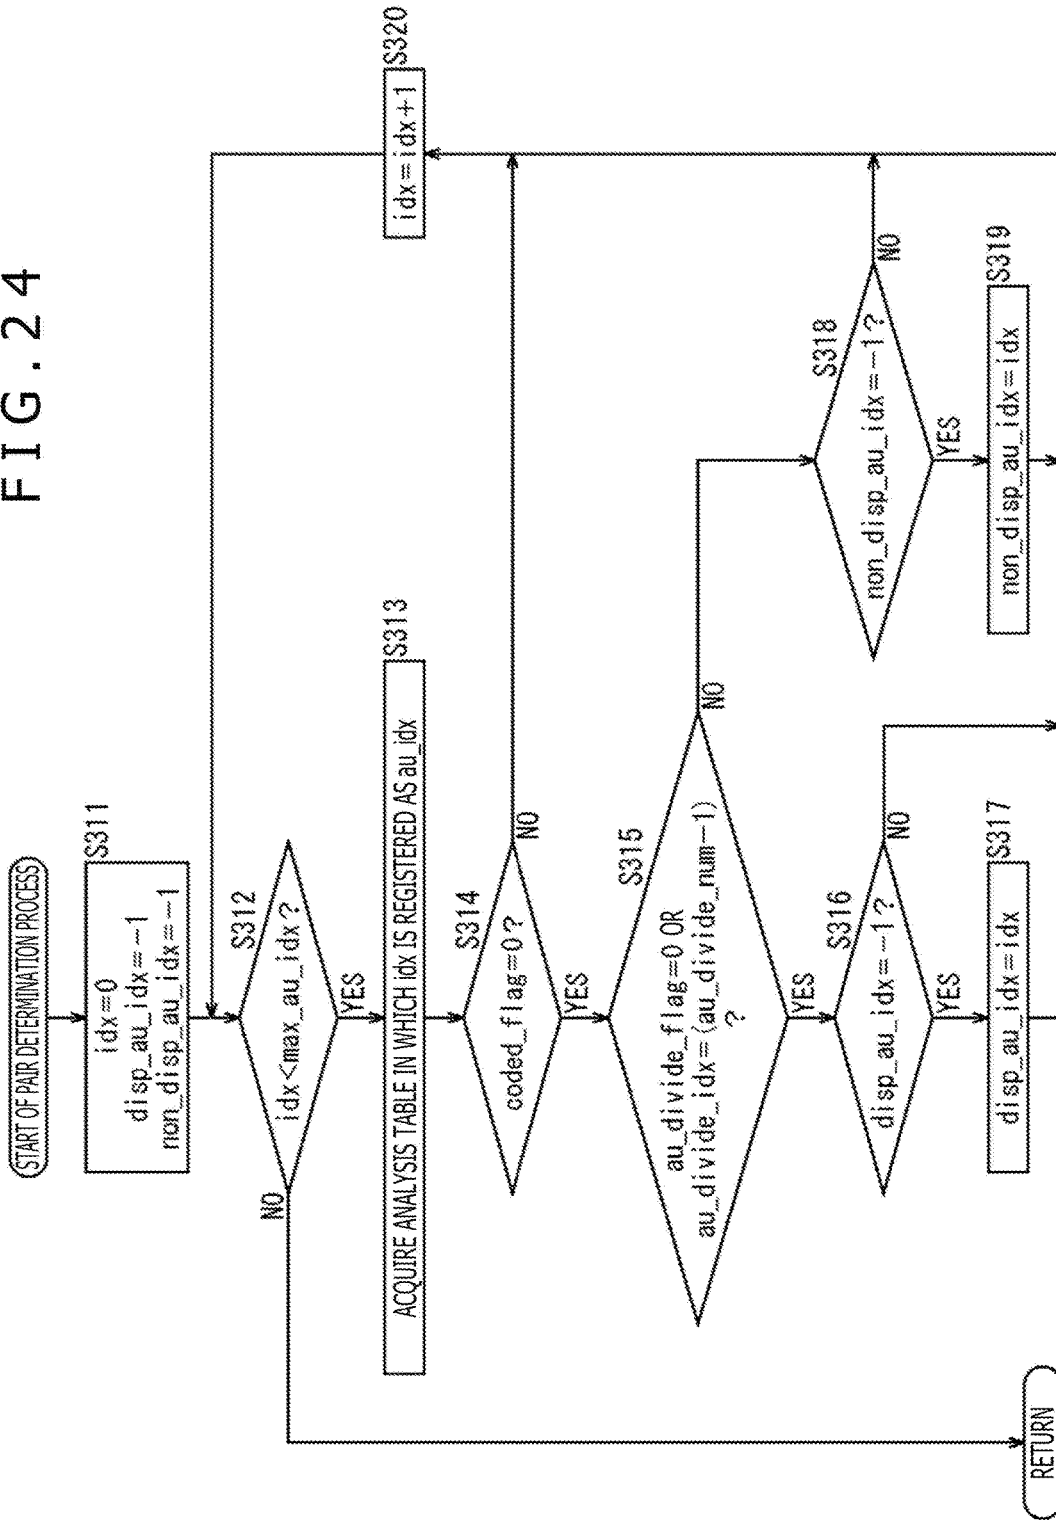 FIG.24
START OF PAIR DETERMINATION PROCESS
S311
idx=0
disp_au_idx=-1
non_disp_au_idx=-1
S312
idx<max_au_idx?
NO
YES
S313
ACQUIRE ANALYSIS TABLE IN WHICH idx IS REGISTERED AS au_idx
S320
idx=idx+1
S314
coded_flag=0?
NO
YES
S315
au_divide_flag=0 OR
au_divide_idx=(au_divide_num-1)
?
NO
YES
S316
disp_au_idx=-1?
NO
YES
S317
disp_au_idx=idx
S318
non_disp_au_idx=-1?
NO
YES
S319
non_disp_au_idx=idx
RETURN